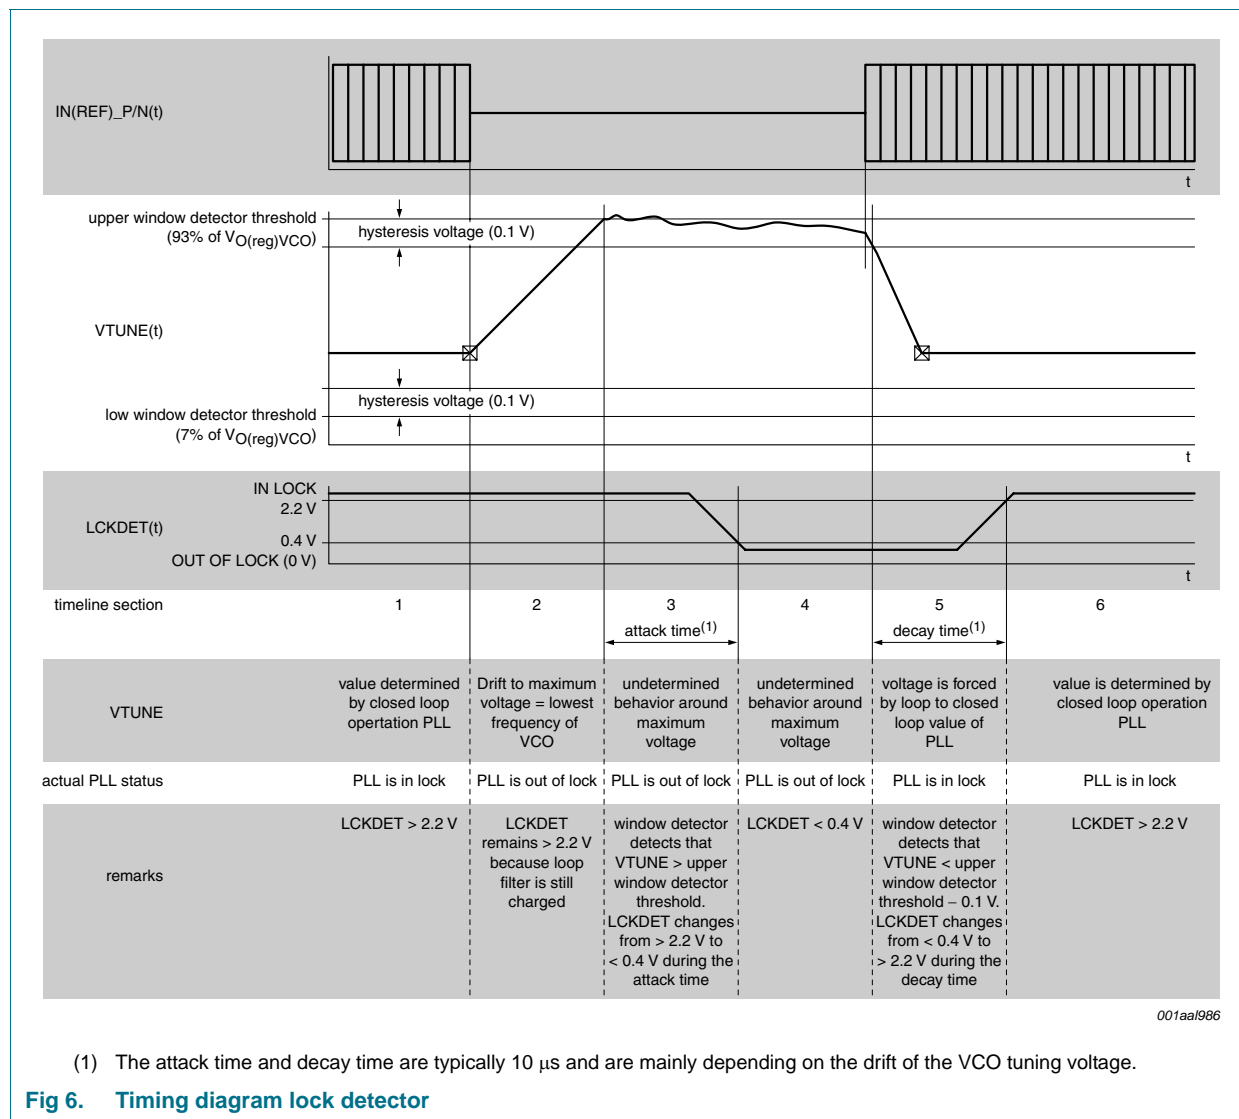 IN(REF)_P/N(t)
t
upper window detector threshold
(93% of VO(reg)VCO)
hysteresis voltage (0.1 V)
VTUNE(t)
hysteresis voltage (0.1 V)
low window detector threshold
(7% of VO(reg)VCO)
t
IN LOCK
2.2 V
LCKDET(t)
0.4 V
OUT OF LOCK (0 V)
t
timeline section
1
2
3
4
5
6
attack time(1)
decay time(1)
VTUNE
value determined
by closed loop
opertation PLL
Drift to maximum
voltage = lowest
frequency of
VCO
undetermined
behavior around
maximum
voltage
undetermined
behavior around
maximum
voltage
voltage is forced
by loop to closed
loop value of
PLL
value is determined by
closed loop operation
PLL
actual PLL status
PLL is in lock
PLL is out of lock
PLL is out of lock
PLL is out of lock
PLL is in lock
PLL is in lock
remarks
LCKDET > 2.2 V
LCKDET
remains > 2.2 V
because loop
filter is still
charged
window detector
detects that
VTUNE > upper
window detector
threshold.
LCKDET changes
from > 2.2 V to
< 0.4 V during the
attack time
LCKDET < 0.4 V
window detector
detects that
VTUNE < upper
window detector
threshold − 0.1 V.
LCKDET changes
from < 0.4 V to
> 2.2 V during the
decay time
LCKDET > 2.2 V
001aal986
(1) The attack time and decay time are typically 10 μs and are mainly depending on the drift of the VCO tuning voltage.
Fig 6. Timing diagram lock detector